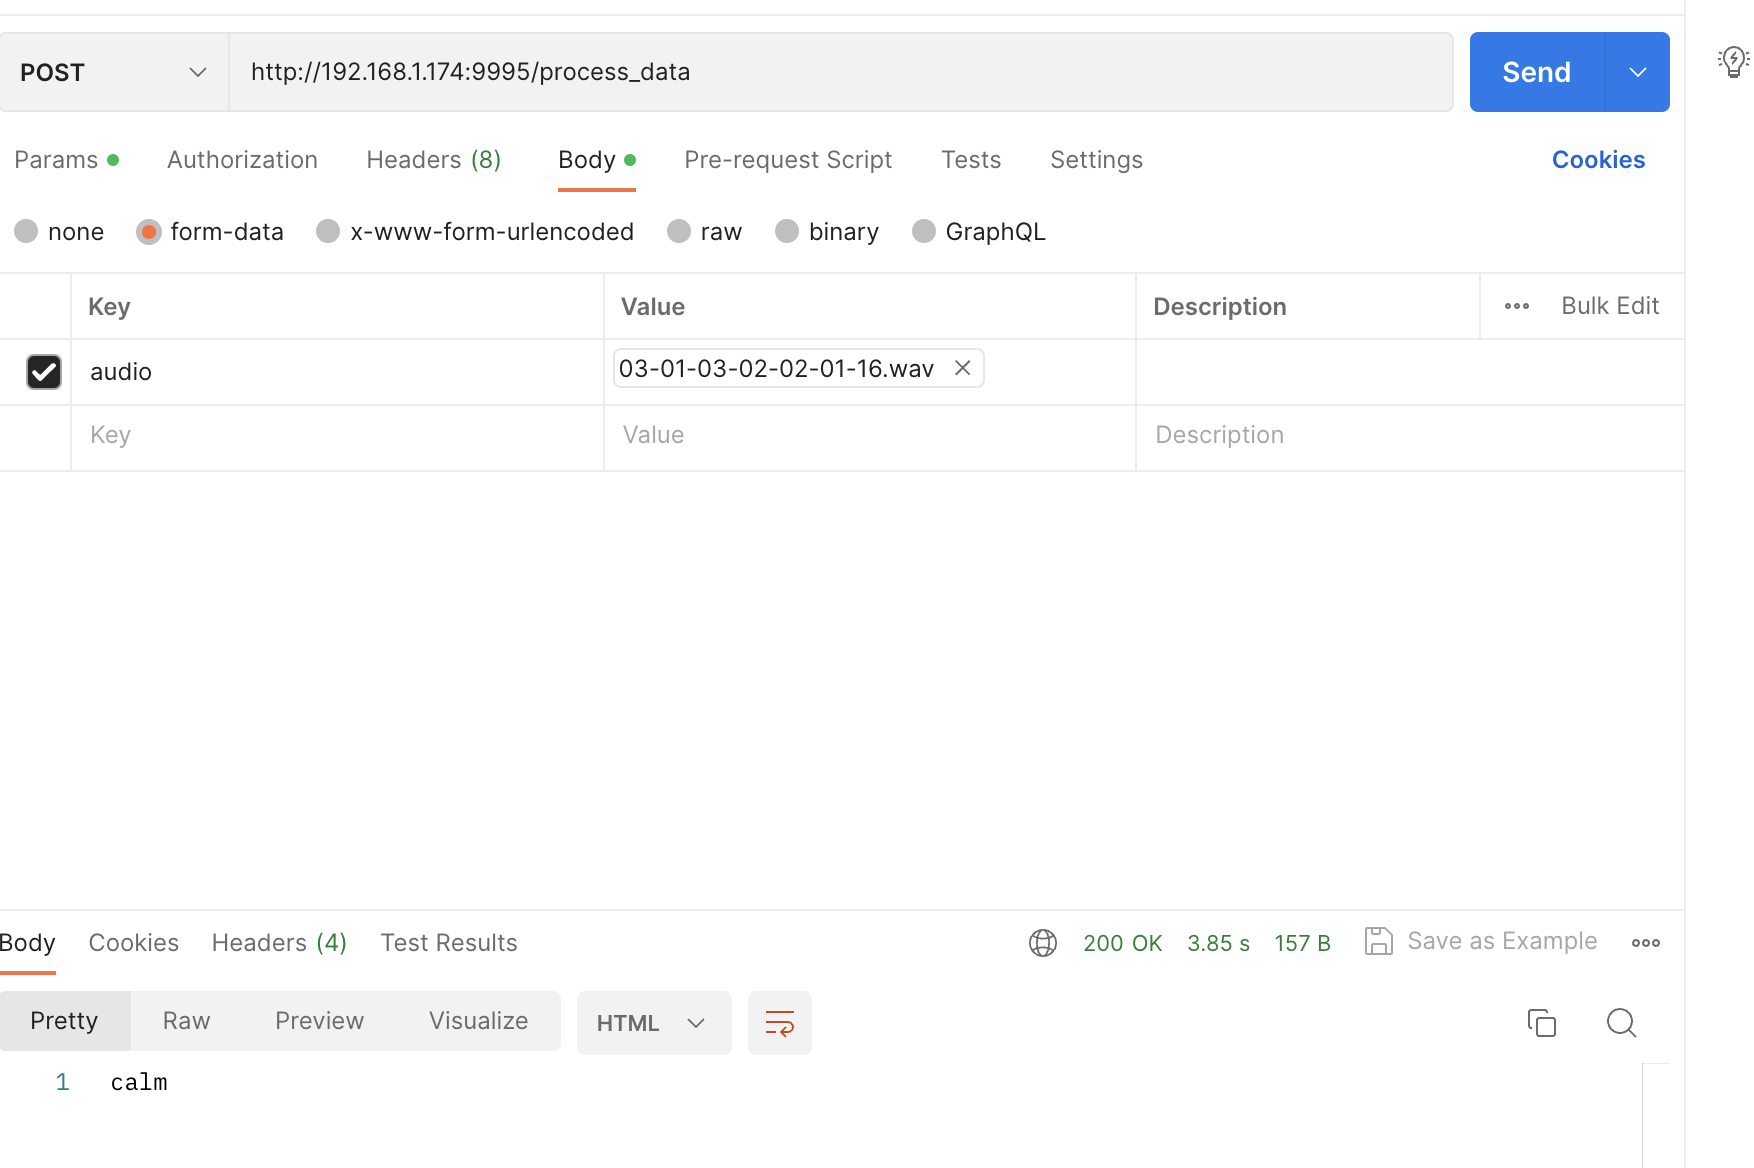 POST http://192.168.1.174:9995/process_data Send
Params Authorization Headers (8) Body Pre-request Script Tests Settings Cookies
none form-data x-www-form-urlencoded raw binary GraphQL
Key Value Description ••• Bulk Edit
audio 03-01-03-02-02-01-16.wav
Key Value Description
Body Cookies Headers (4) Test Results 200 OK 3.85 s 157 B Save as Example
Pretty Raw Preview Visualize HTML
1 calm